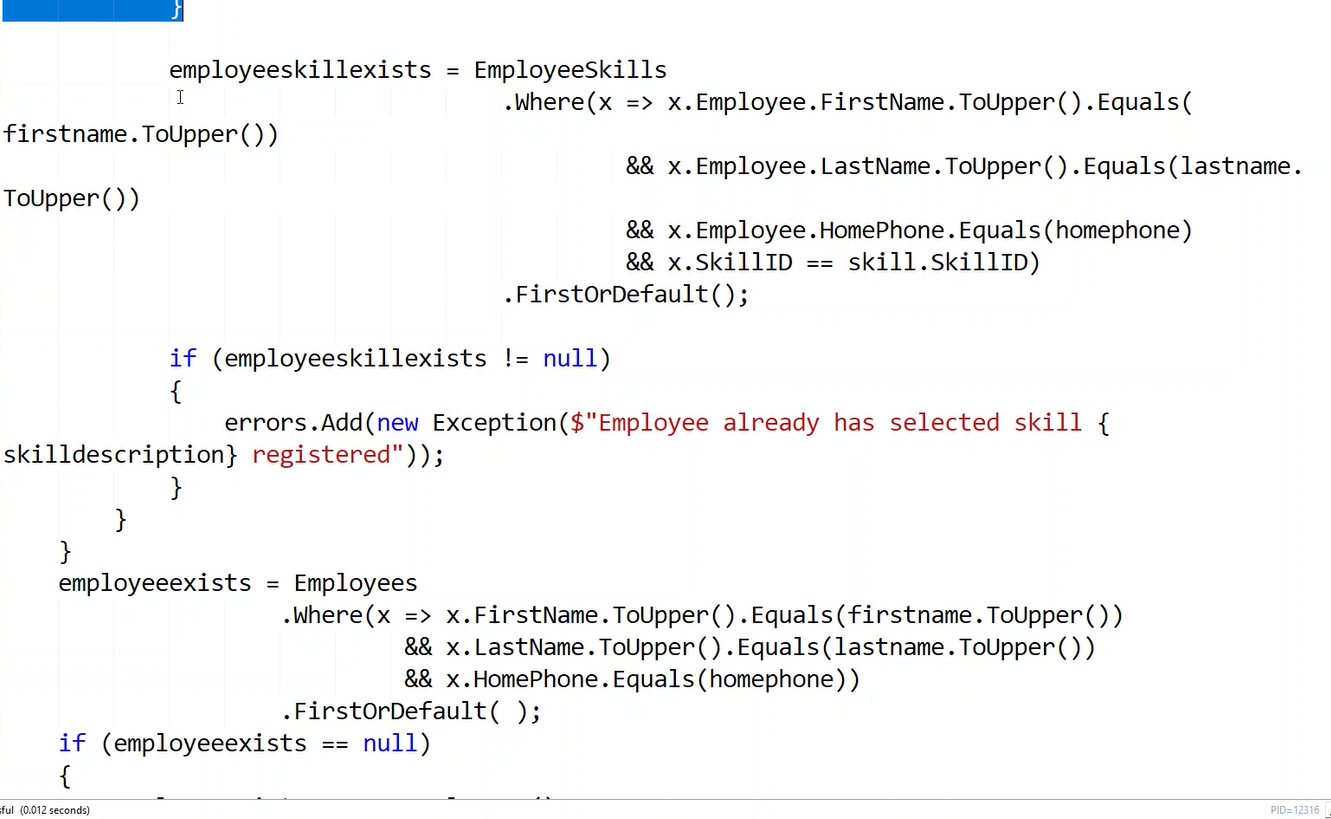 }
employeeskillexists = EmployeeSkills
.Where(x => x.Employee.FirstName.ToUpper().Equals(
firstname.ToUpper())
&& x.Employee.LastName.ToUpper().Equals(lastname.
ToUpper())
&& x.Employee.HomePhone.Equals(homephone)
&& x.SkillID == skill.SkillID)
.FirstOrDefault();
if (employeeskillexists != null)
{
errors.Add(new Exception($"Employee already has selected skill {
skilldescription} registered"));
}
}
}
employeeexists = Employees
.Where(x => x.FirstName.ToUpper().Equals(firstname.ToUpper())
&& x.LastName.ToUpper().Equals(lastname.ToUpper())
&& x.HomePhone.Equals(homephone))
.FirstOrDefault( );
if (employeeexists == null)
{
(0.012 seconds)
PID=12316